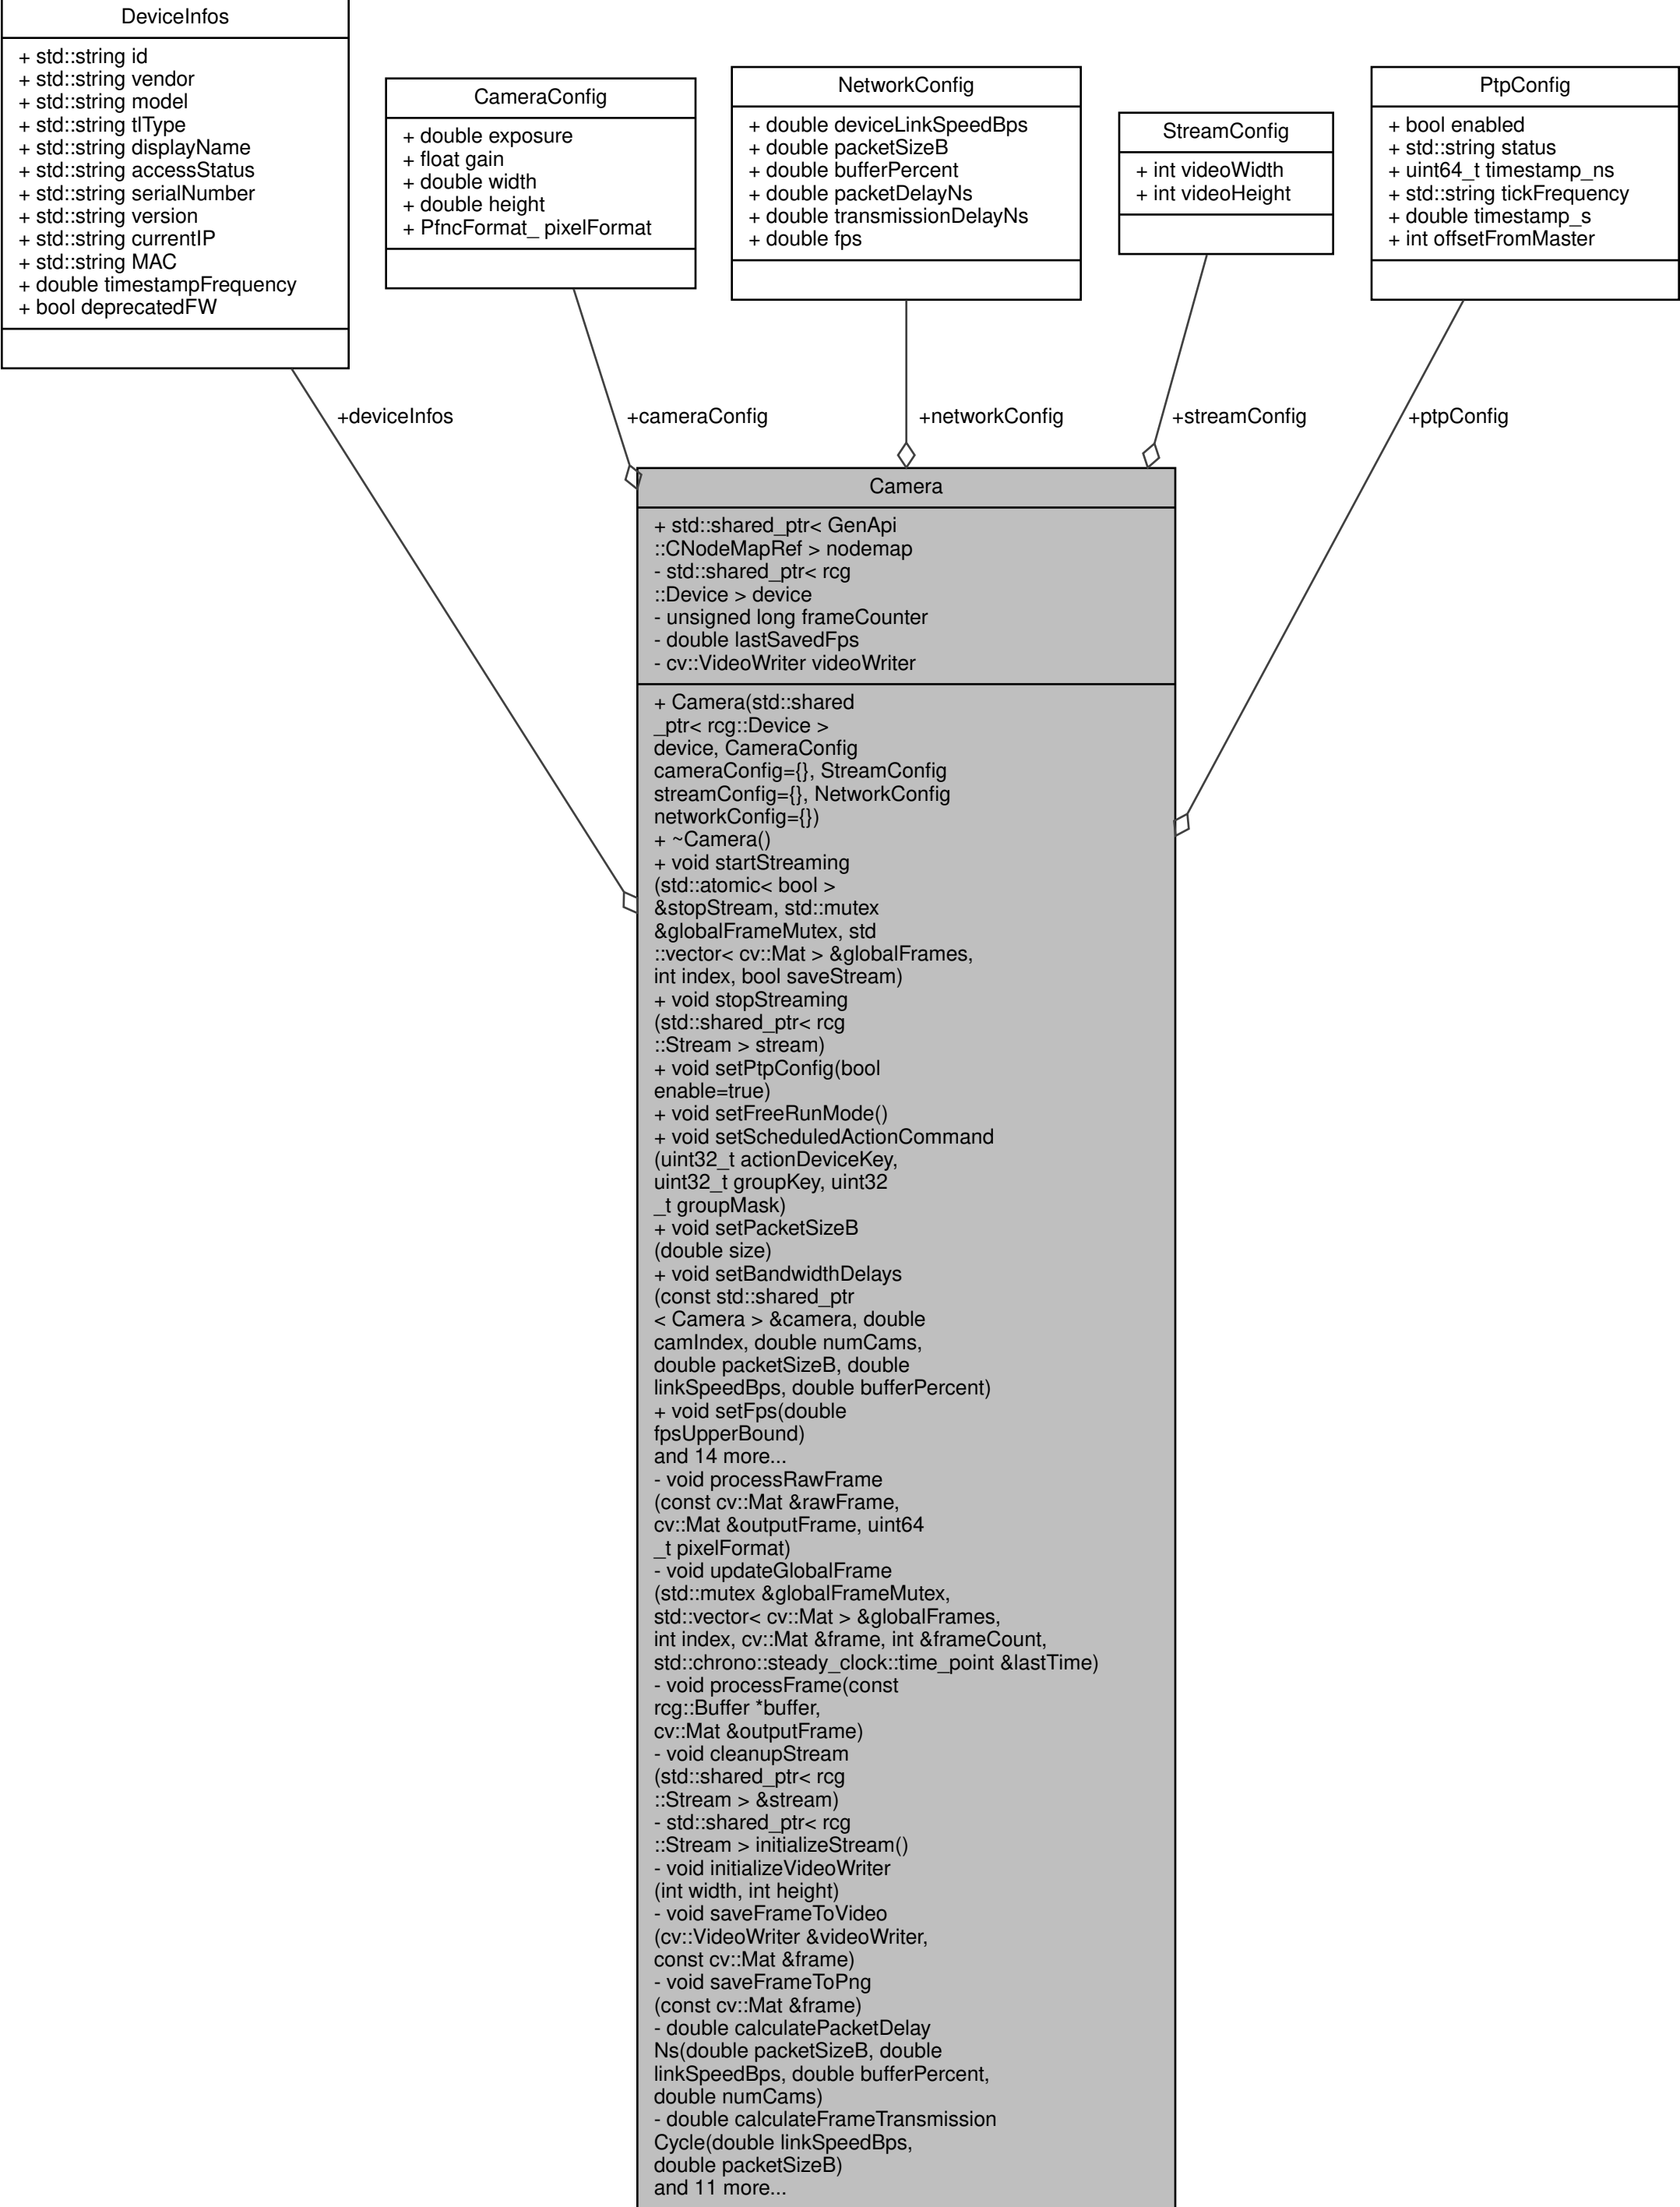 DeviceInfos
+ std::string id
+ std::string vendor
+ std::string model
+ std::string tlType
+ std::string displayName
+ std::string accessStatus
+ std::string serialNumber
+ std::string version
+ std::string currentIP
+ std::string MAC
+ double timestampFrequency
+ bool deprecatedFW
CameraConfig
+ double exposure
+ float gain
+ double width
+ double height
+ PfncFormat_ pixelFormat
NetworkConfig
+ double deviceLinkSpeedBps
+ double packetSizeB
+ double bufferPercent
+ double packetDelayNs
+ double transmissionDelayNs
+ double fps
StreamConfig
+ int videoWidth
+ int videoHeight
PtpConfig
+ bool enabled
+ std::string status
+ uint64_t timestamp_ns
+ std::string tickFrequency
+ double timestamp_s
+ int offsetFromMaster
+deviceInfos
+cameraConfig
+networkConfig
+streamConfig
+ptpConfig
Camera
+ std::shared_ptr< GenApi
::CNodeMapRef > nodemap
- std::shared_ptr< rcg
::Device > device
- unsigned long frameCounter
- double lastSavedFps
- cv::VideoWriter videoWriter
+ Camera(std::shared
_ptr< rcg::Device >
device, CameraConfig
cameraConfig={}, StreamConfig
streamConfig={}, NetworkConfig
networkConfig={})
+ ~Camera()
+ void startStreaming
(std::atomic< bool >
&stopStream, std::mutex
&globalFrameMutex, std
::vector< cv::Mat > &globalFrames,
int index, bool saveStream)
+ void stopStreaming
(std::shared_ptr< rcg
::Stream > stream)
+ void setPtpConfig(bool
enable=true)
+ void setFreeRunMode()
+ void setScheduledActionCommand
(uint32_t actionDeviceKey,
uint32_t groupKey, uint32
_t groupMask)
+ void setPacketSizeB
(double size)
+ void setBandwidthDelays
(const std::shared_ptr
< Camera > &camera, double
camIndex, double numCams,
double packetSizeB, double
linkSpeedBps, double bufferPercent)
+ void setFps(double
fpsUpperBound)
and 14 more...
- void processRawFrame
(const cv::Mat &rawFrame,
cv::Mat &outputFrame, uint64
_t pixelFormat)
- void updateGlobalFrame
(std::mutex &globalFrameMutex,
std::vector< cv::Mat > &globalFrames,
int index, cv::Mat &frame, int &frameCount,
std::chrono::steady_clock::time_point &lastTime)
- void processFrame(const
rcg::Buffer *buffer,
cv::Mat &outputFrame)
- void cleanupStream
(std::shared_ptr< rcg
::Stream > &stream)
- std::shared_ptr< rcg
::Stream > initializeStream()
- void initializeVideoWriter
(int width, int height)
- void saveFrameToVideo
(cv::VideoWriter &videoWriter,
const cv::Mat &frame)
- void saveFrameToPng
(const cv::Mat &frame)
- double calculatePacketDelay
Ns(double packetSizeB, double
linkSpeedBps, double bufferPercent,
double numCams)
- double calculateFrameTransmission
Cycle(double linkSpeedBps,
double packetSizeB)
and 11 more...